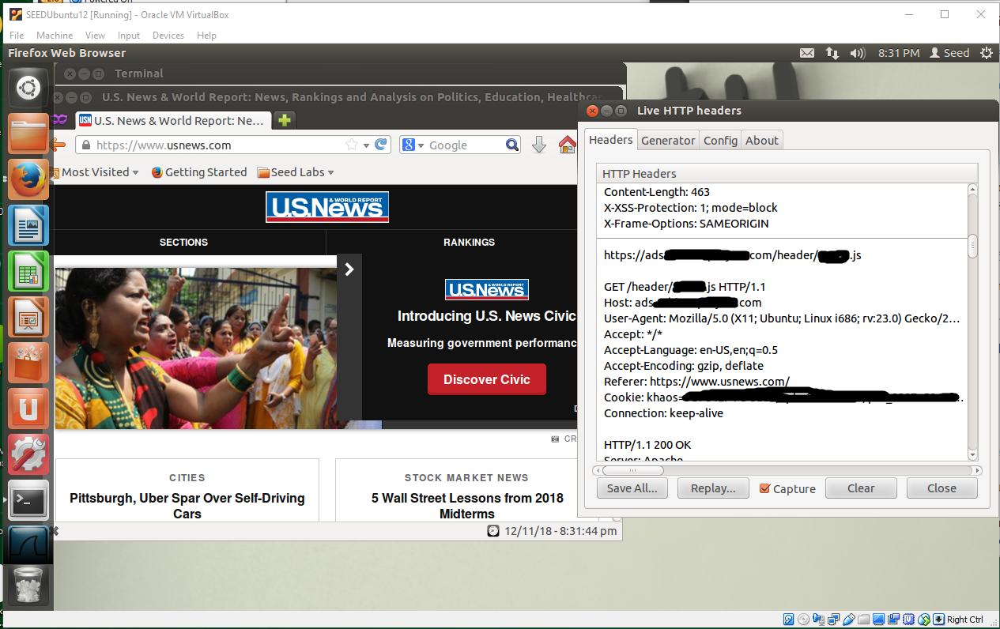 Powered On
SEEDUbuntu12 [Running] - Oracle VM VirtualBox
File Machine View Input Devices Help
Firefox Web Browser
8:31 PM Seed
Terminal
U.S. News & World Report: News, Rankings and Analysis on Politics, Education, Healthcar
USN U.S. News & World Report: Ne...
https://www.usnews.com
Google
Most Visited Getting Started Seed Labs
U.S.News & WORLD REPORT
SECTIONS RANKINGS
U.S.News & WORLD REPORT
Introducing U.S. News Civic
Measuring government performanc
Discover Civic
CR
CITIES
Pittsburgh, Uber Spar Over Self-Driving
Cars
STOCK MARKET NEWS
5 Wall Street Lessons from 2018
Midterms
12/11/18 - 8:31:44 pm
Live HTTP headers
Headers Generator Config About
HTTP Headers
Content-Length: 463
X-XSS-Protection: 1; mode=block
X-Frame-Options: SAMEORIGIN
https://ads com/header/ .js
GET /header/ js HTTP/1.1
Host: ads .com
User-Agent: Mozilla/5.0 (X11; Ubuntu; Linux i686; rv:23.0) Gecko/2...
Accept: */*
Accept-Language: en-US,en;q=0.5
Accept-Encoding: gzip, deflate
Referer: https://www.usnews.com/
Cookie: khaos= ...
Connection: keep-alive
HTTP/1.1 200 OK
Server: Apache
Save All... Replay... Capture Clear Close
Right Ctrl